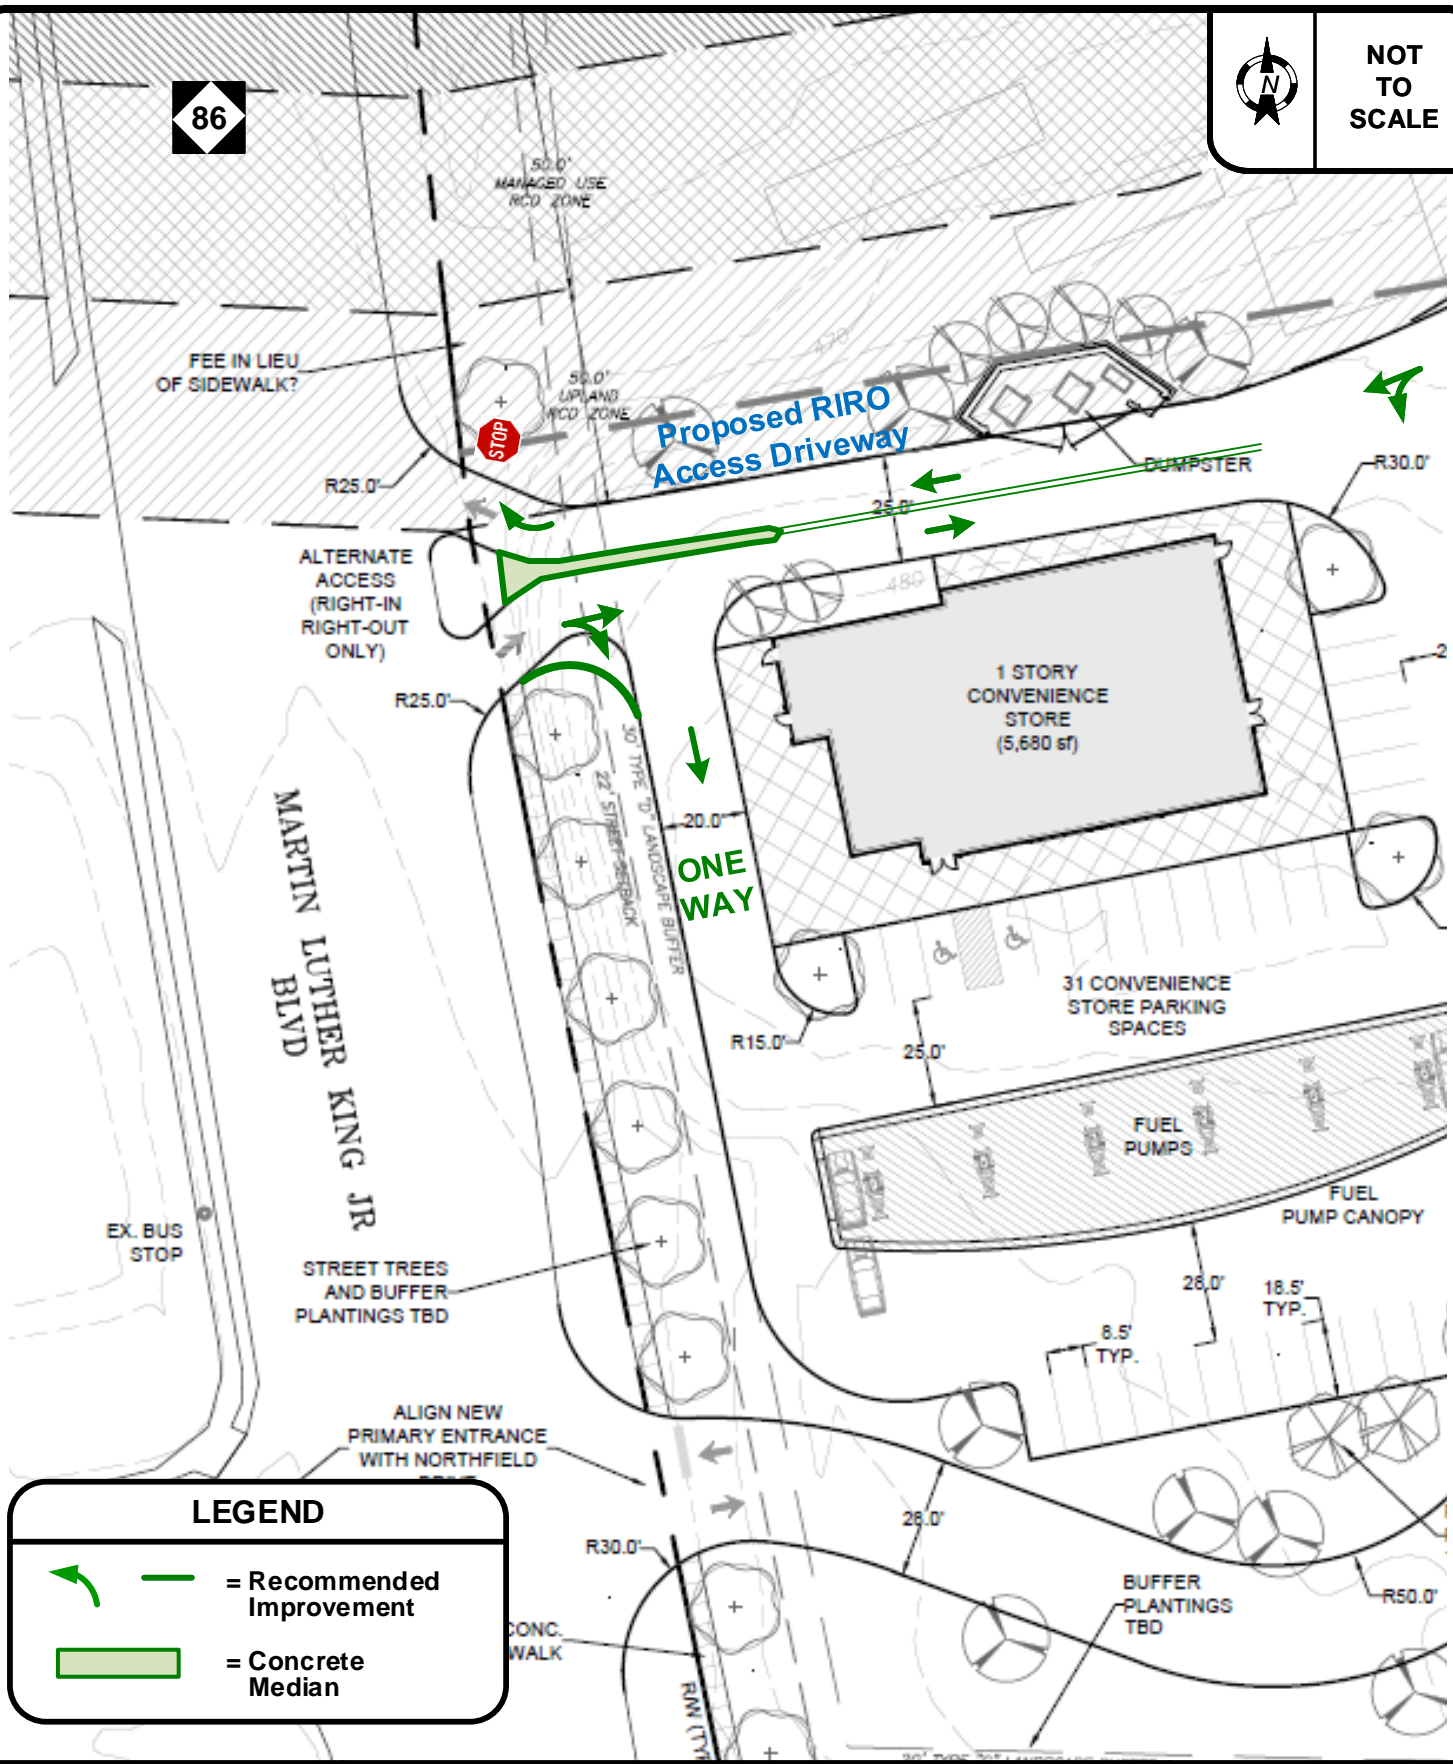 NOT
TO
SCALE
N
86
50.0'
MANAGED USE
RCD ZONE
FEE IN LIEU
OF SIDEWALK?
50.0'
UPLAND
RCD ZONE
470
STOP
Proposed RIRO
Access Driveway
DUMPSTER
R30.0'
R25.0'
25.0'
ALTERNATE
ACCESS
(RIGHT-IN
RIGHT-OUT
ONLY)
480
R25.0'
1 STORY
CONVENIENCE
STORE
(5,680 sf)
2
30' TYPE "D" LANDSCAPE BUFFER
22' STREET SETBACK
20.0'
ONE
WAY
MARTIN LUTHER KING JR
BLVD
31 CONVENIENCE
STORE PARKING
SPACES
R15.0'
25.0'
FUEL
PUMPS
FUEL
PUMP CANOPY
EX. BUS
STOP
STREET TREES
AND BUFFER
PLANTINGS TBD
28.0'
18.5'
TYP.
8.5'
TYP.
ALIGN NEW
PRIMARY ENTRANCE
WITH NORTHFIELD
LEGEND
= Recommended
Improvement
= Concrete
Median
28.0'
R30.0'
R50.0'
BUFFER
PLANTINGS
TBD
CONC.
WALK
R/W (TYP